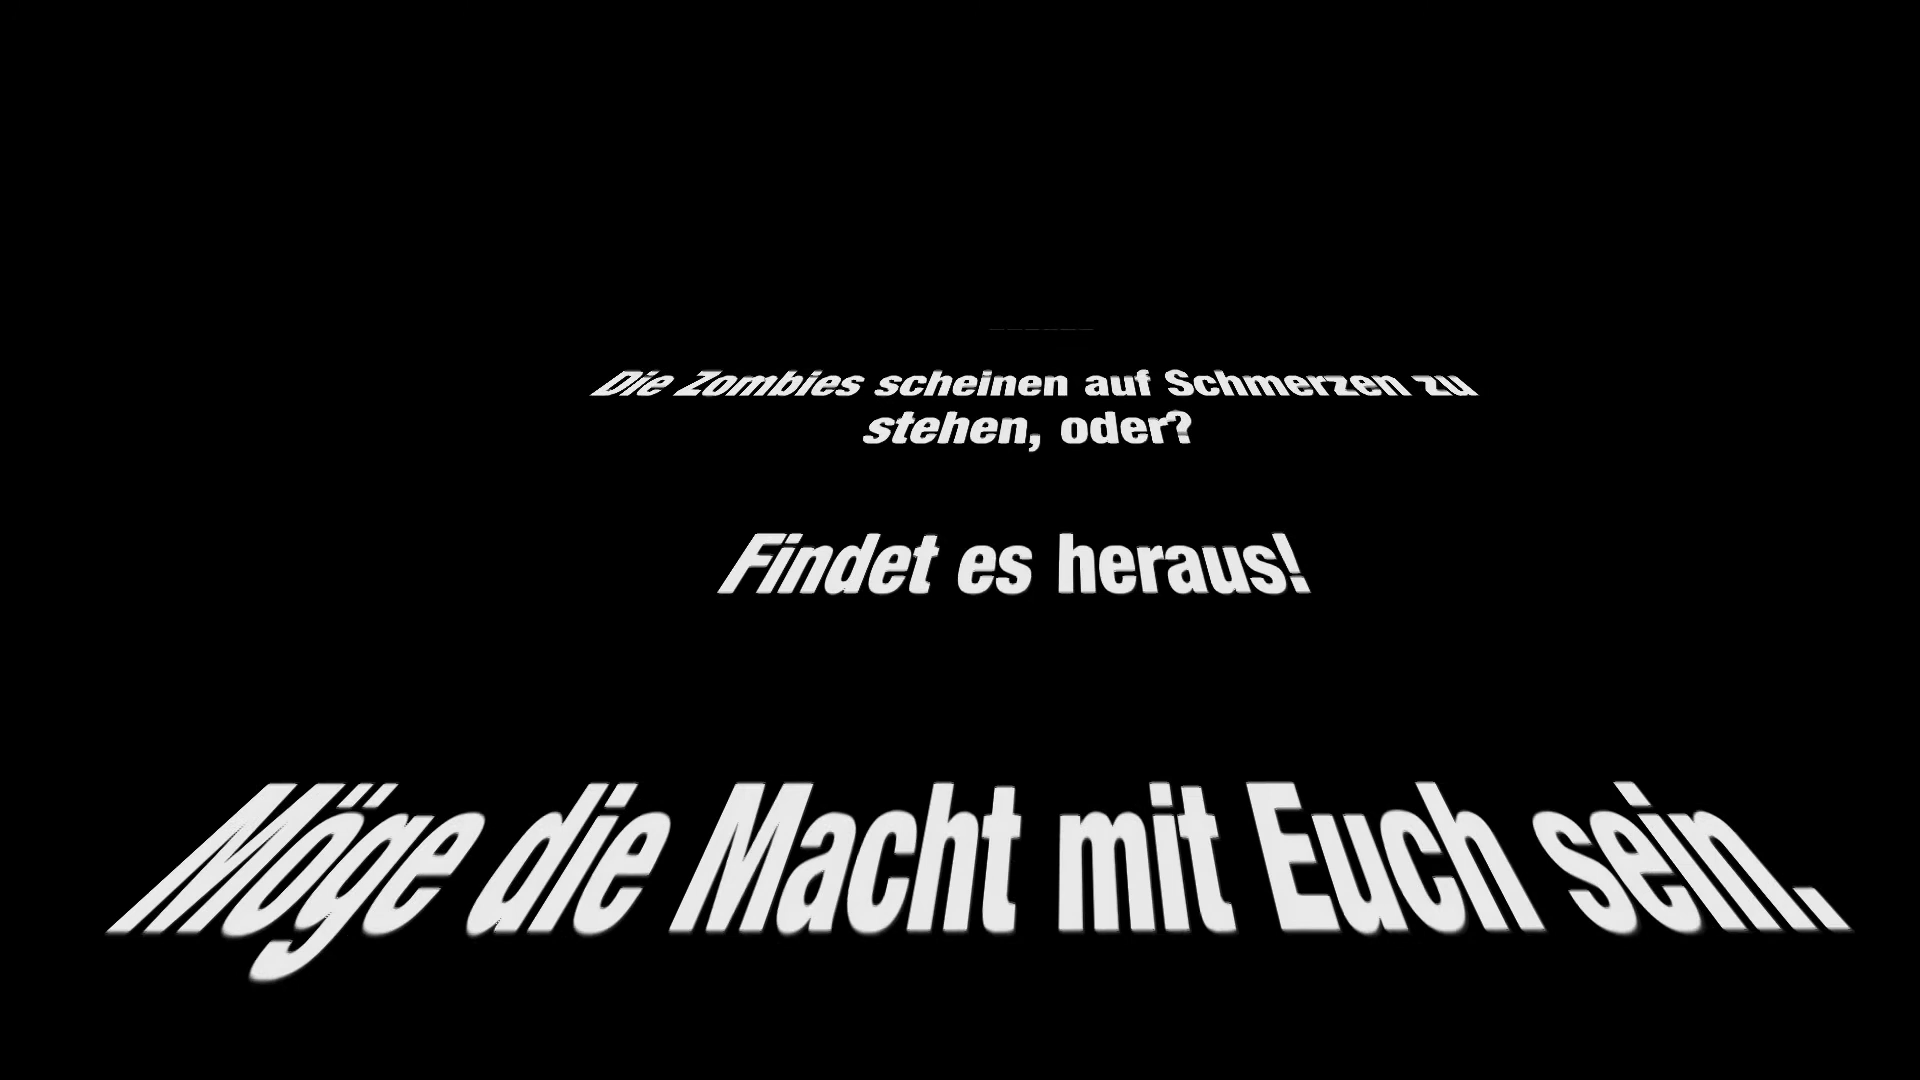 Die Zombies scheinen auf Schmerzen zu
stehen, oder?
Findet es heraus!
Möge die Macht mit Euch sein.